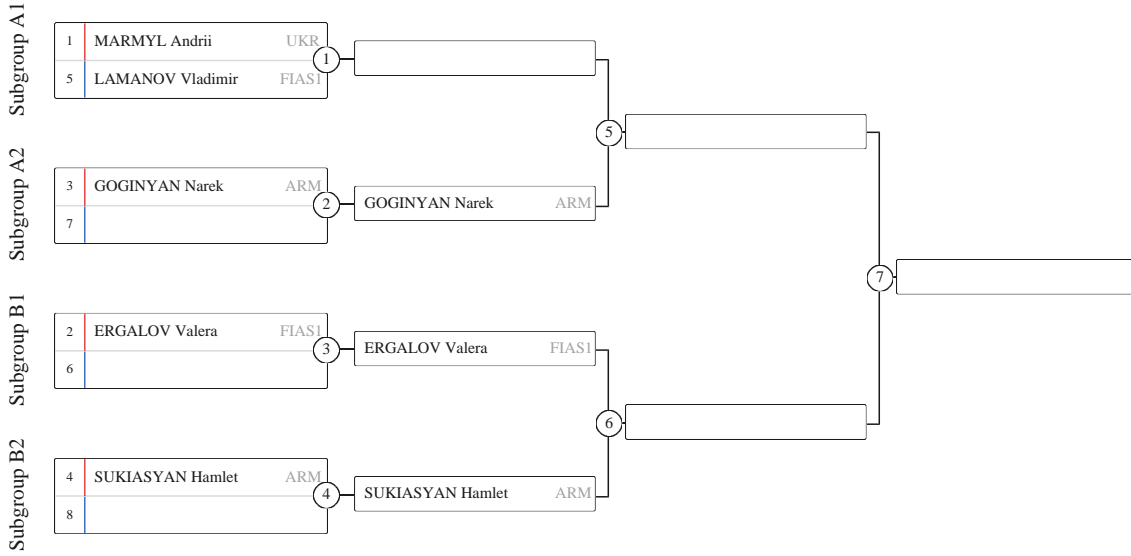 Subgroup A1
1 MARMYL Andrii UKR
5 LAMANOV Vladimir FIAS1
1
5
Subgroup A2
3 GOGINYAN Narek ARM
7
2
GOGINYAN Narek ARM
7
Subgroup B1
2 ERGALOV Valera FIAS1
6
3
ERGALOV Valera FIAS1
6
Subgroup B2
4 SUKIASYAN Hamlet ARM
8
4
SUKIASYAN Hamlet ARM